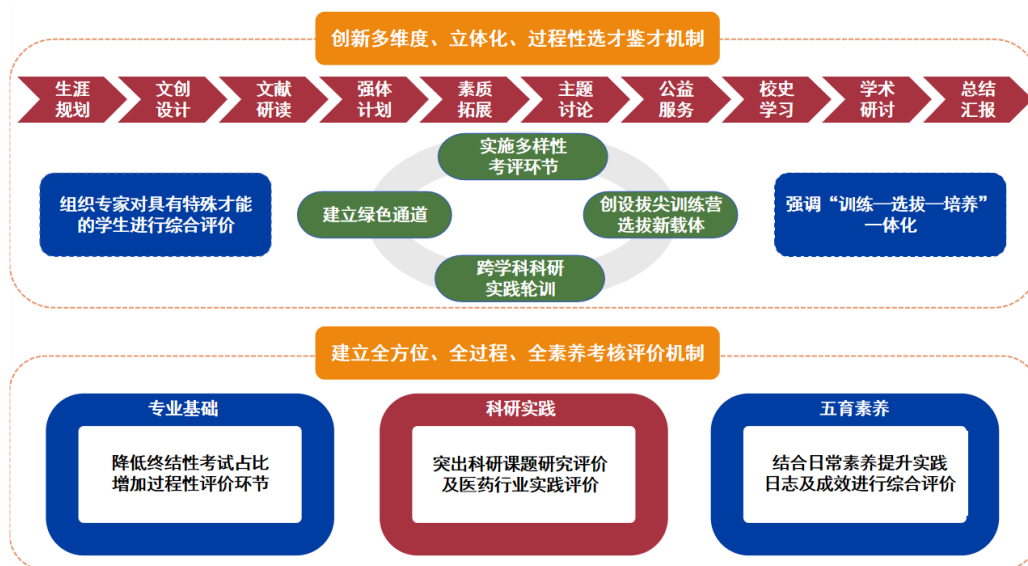 创新多维度、立体化、过程性选才鉴才机制
生涯
规划
文创
设计
文献
研读
强体
计划
素质
拓展
主题
讨论
公益
服务
校史
学习
学术
研讨
总结
汇报
实施多样性
考评环节
组织专家对具有特殊才能
的学生进行综合评价
建立绿色通道
创设拔尖训练营
选拔新载体
强调“训练—选拔—培养”
一体化
跨学科科研
实践轮训
建立全方位、全过程、全素养考核评价机制
专业基础
降低终结性考试占比
增加过程性评价环节
科研实践
突出科研课题研究评价
及医药行业实践评价
五育素养
结合日常素养提升实践
日志及成效进行综合评价